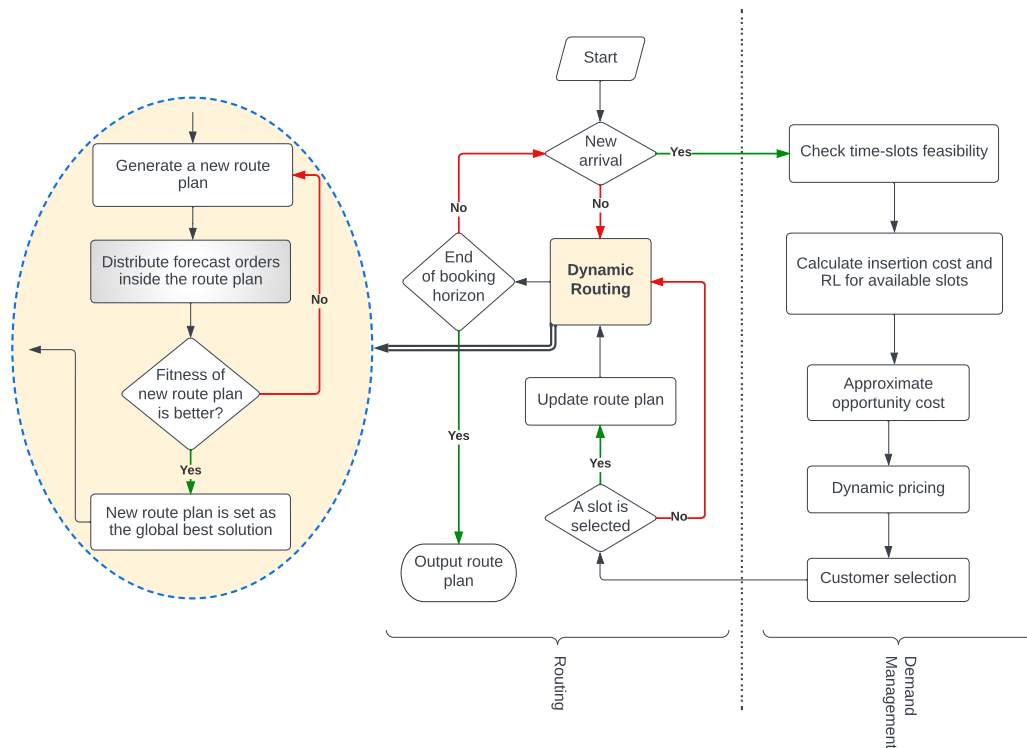 Start
New
arrival
Yes
Check time-slots feasibility
Generate a new route
plan
No
No
Distribute forecast orders
inside the route plan
End
of booking
horizon
Dynamic
Routing
Calculate insertion cost and
RL for available slots
No
Fitness of
new route plan
is better?
Update route plan
Approximate
opportunity cost
Yes
Yes
Yes
Dynamic pricing
New route plan is set as
the global best solution
A slot is
selected
No
Output route
plan
Customer selection
Routing
Demand
Management